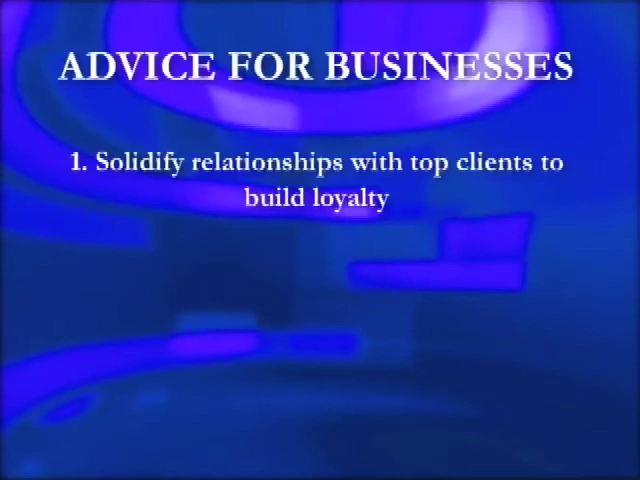 ADVICE FOR BUSINESSES
1. Solidify relationships with top clients to
build loyalty